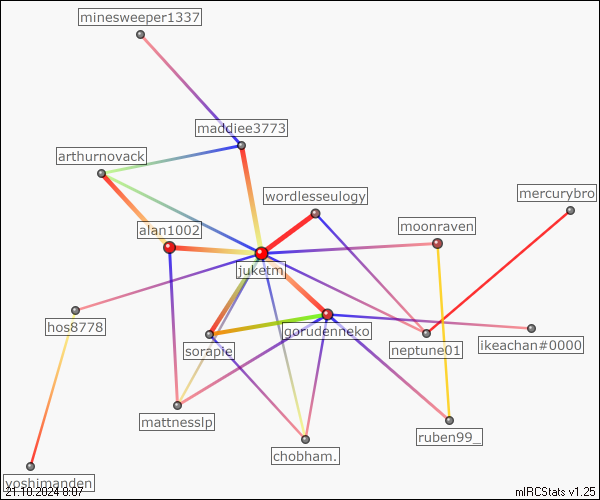 minesweeper1337
maddiee3773
arthurnovack
wordlesseulogy
mercurybro
alan1002
moonraven
juketm
hos8778
gorudenneko
sorapie
neptune01
ikeachan#0000
mattnesslp
ruben99_
chobham.
yoshimanden
21.10.2024 8:07
mIRCStats v1.25